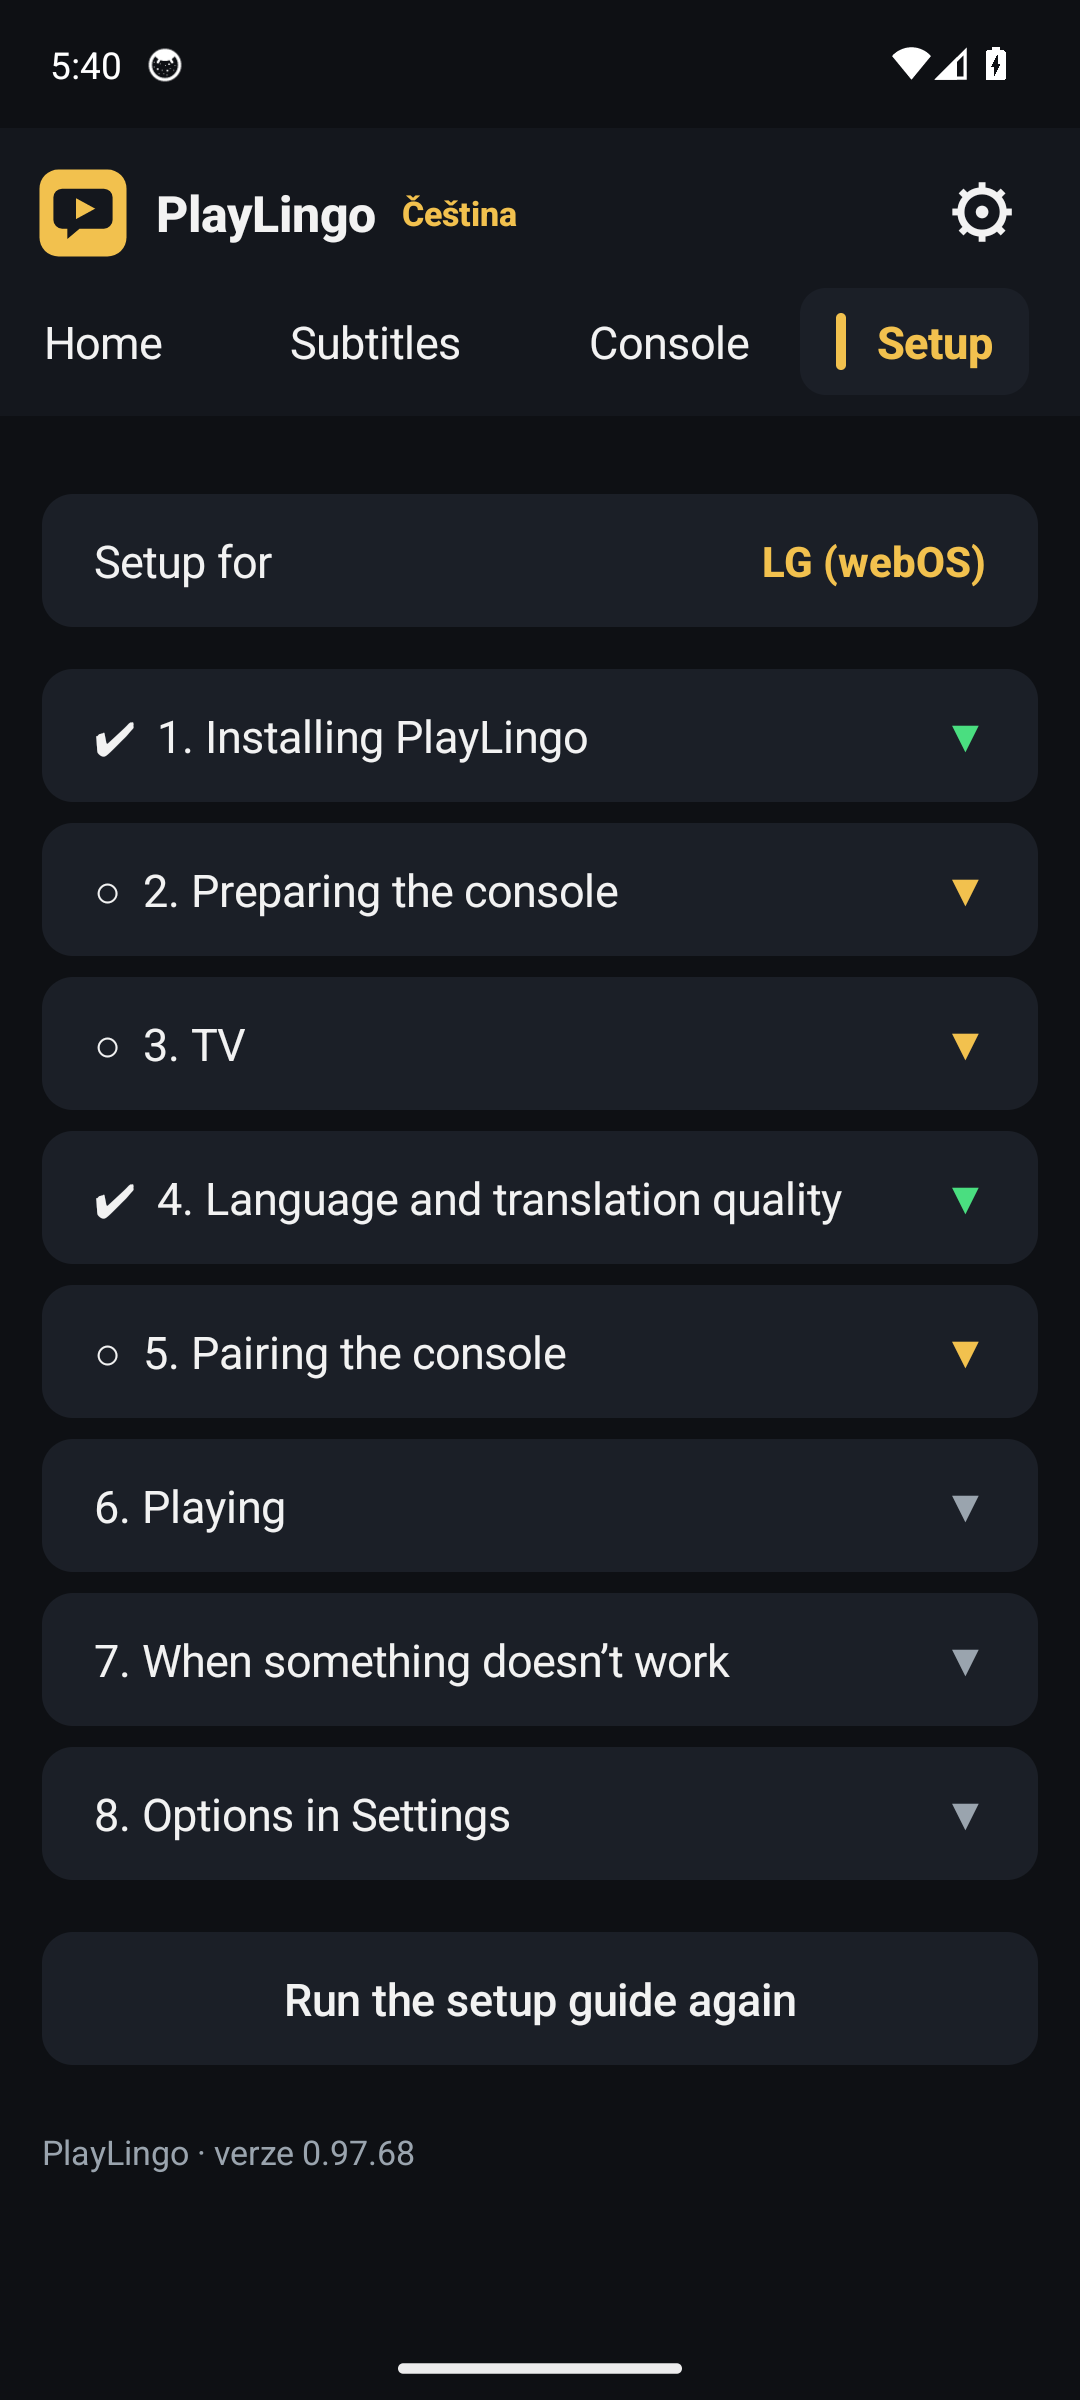 5:40
PlayLingo Čeština
Home Subtitles Console Setup
Setup for LG (webOS)
✔ 1. Installing PlayLingo ▼
○ 2. Preparing the console ▼
○ 3. TV ▼
✔ 4. Language and translation quality ▼
○ 5. Pairing the console ▼
6. Playing ▼
7. When something doesn’t work ▼
8. Options in Settings ▼
Run the setup guide again
PlayLingo · verze 0.97.68